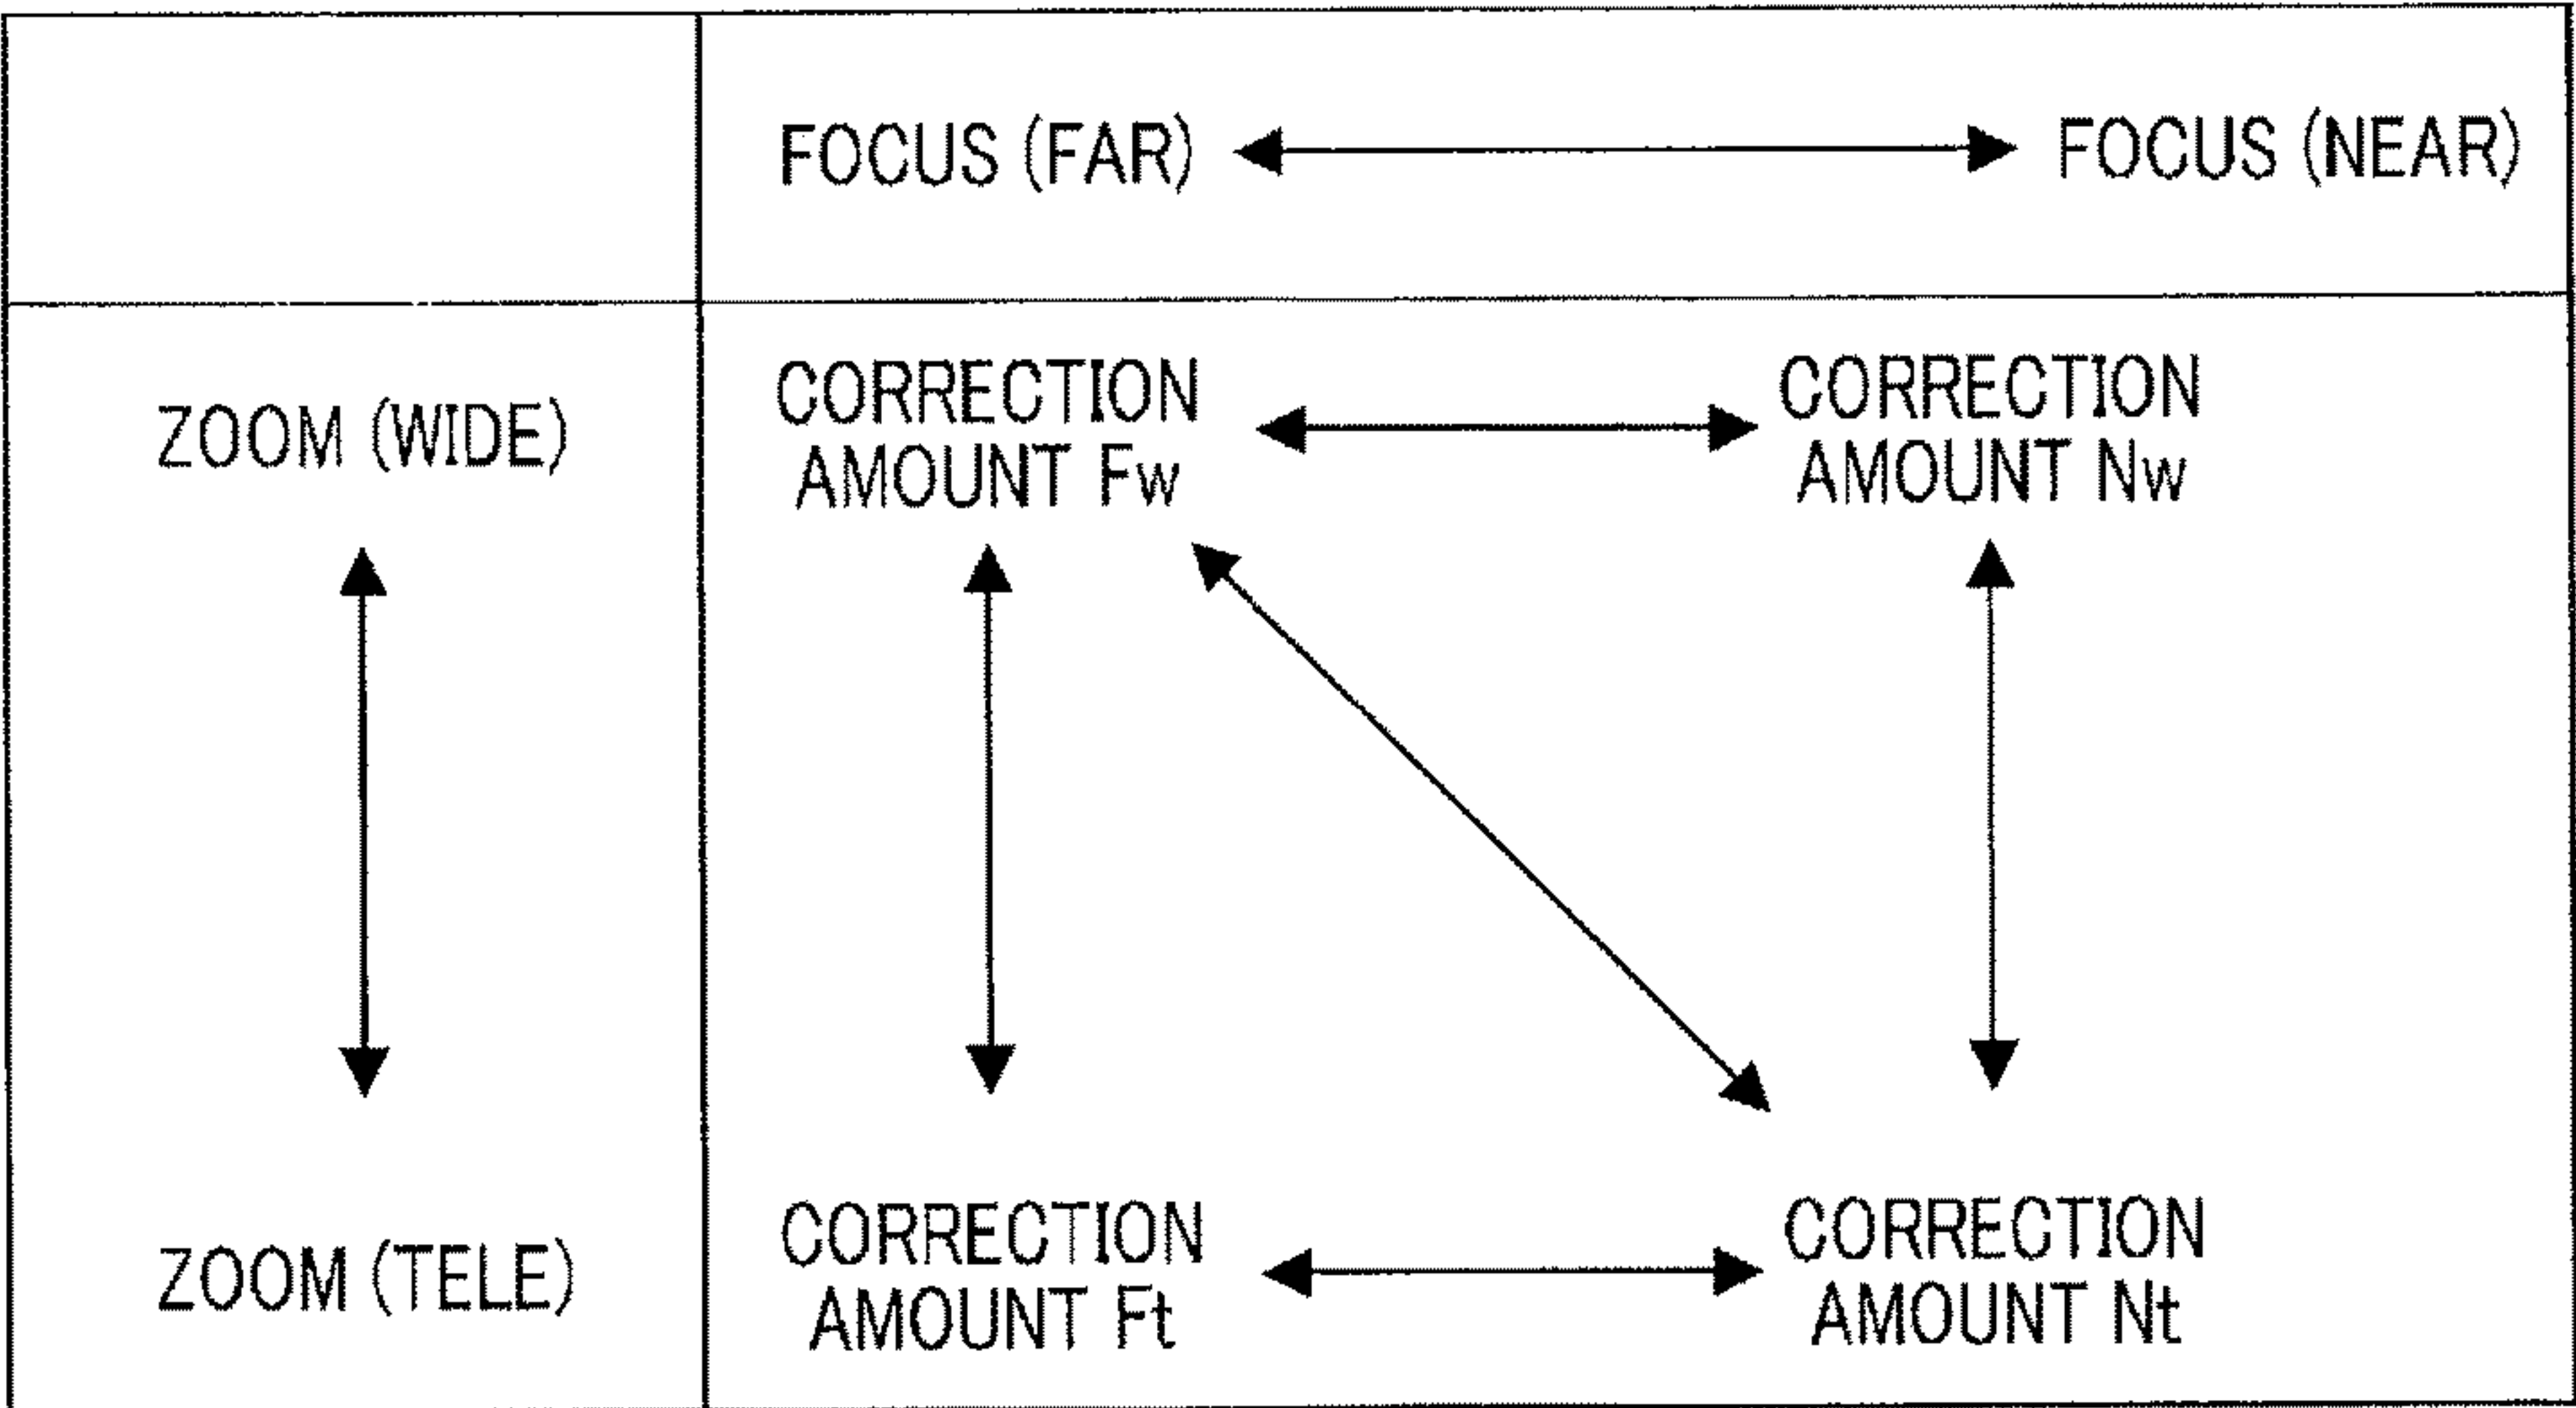 FOCUS (FAR) FOCUS (NEAR)
ZOOM (WIDE)
CORRECTION
AMOUNT Fw
CORRECTION
AMOUNT Nw
ZOOM (TELE)
CORRECTION
AMOUNT Ft
CORRECTION
AMOUNT Nt